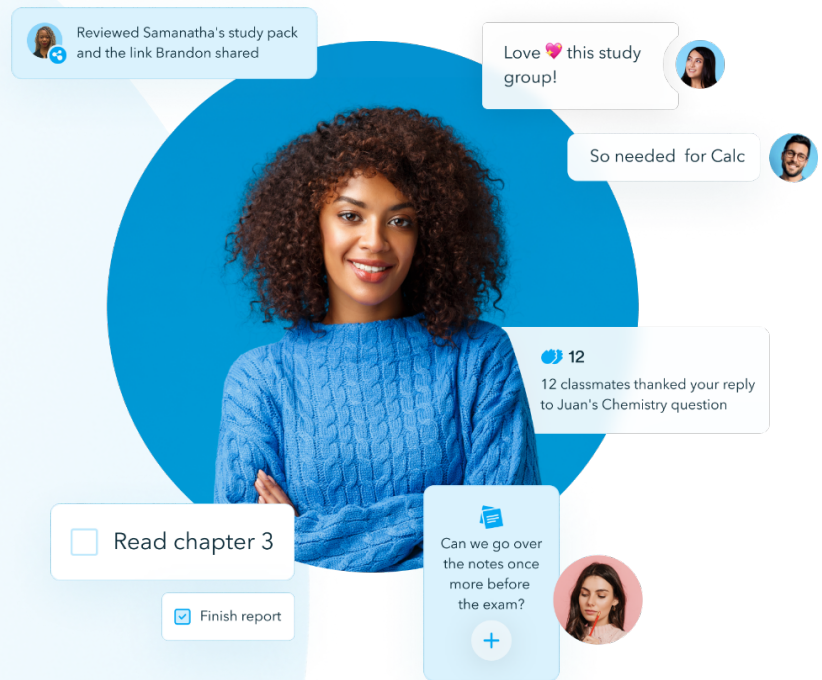 Reviewed Samanatha's study pack
and the link Brandon shared
Love 💖 this study
group!
So needed for Calc
12
12 classmates thanked your reply
to Juan's Chemistry question
Read chapter 3
Finish report
Can we go over
the notes once
more before
the exam?